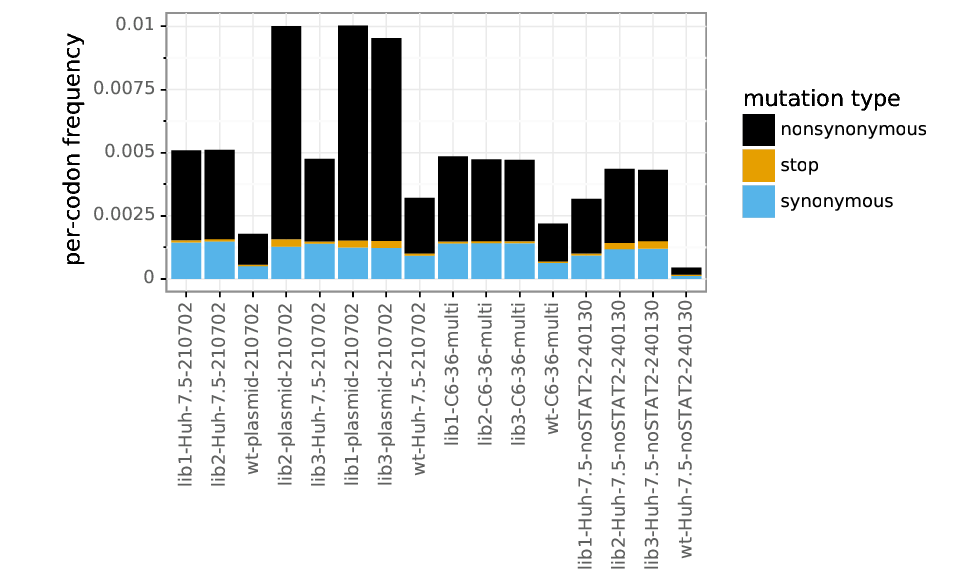 per-codon frequency
0.01
0.0075
0.005
0.0025
0
lib1-Huh-7.5-210702
lib2-Huh-7.5-210702
wt-plasmid-210702
lib2-plasmid-210702
lib3-Huh-7.5-210702
lib1-plasmid-210702
lib3-plasmid-210702
wt-Huh-7.5-210702
lib1-C6-36-multi
lib2-C6-36-multi
lib3-C6-36-multi
wt-C6-36-multi
lib1-Huh-7.5-noSTAT2-240130
lib2-Huh-7.5-noSTAT2-240130
lib3-Huh-7.5-noSTAT2-240130
wt-Huh-7.5-noSTAT2-240130
mutation type
nonsynonymous
stop
synonymous